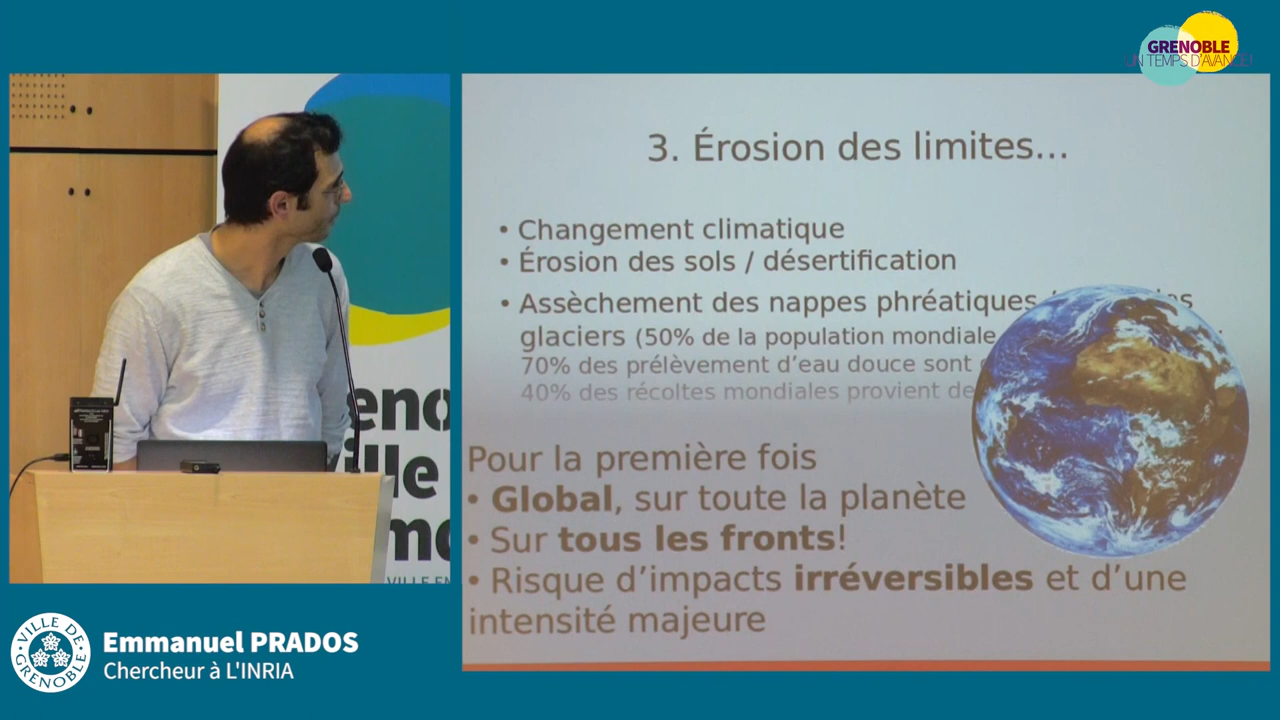 GRENOBLE
UN TEMPS D'AVANCE!
3. Érosion des limites...
• Changement climatique
• Érosion des sols / désertification
• Assèchement des nappes phréatiques
glaciers (50% de la population mondiale
70% des prélèvement d'eau douce sont
40% des récoltes mondiales provient de
Pour la première fois
• Global, sur toute la planète
• Sur tous les fronts!
• Risque d'impacts irréversibles et d'une
intensité majeure
VILLE DE GRENOBLE
Emmanuel PRADOS
Chercheur à L'INRIA